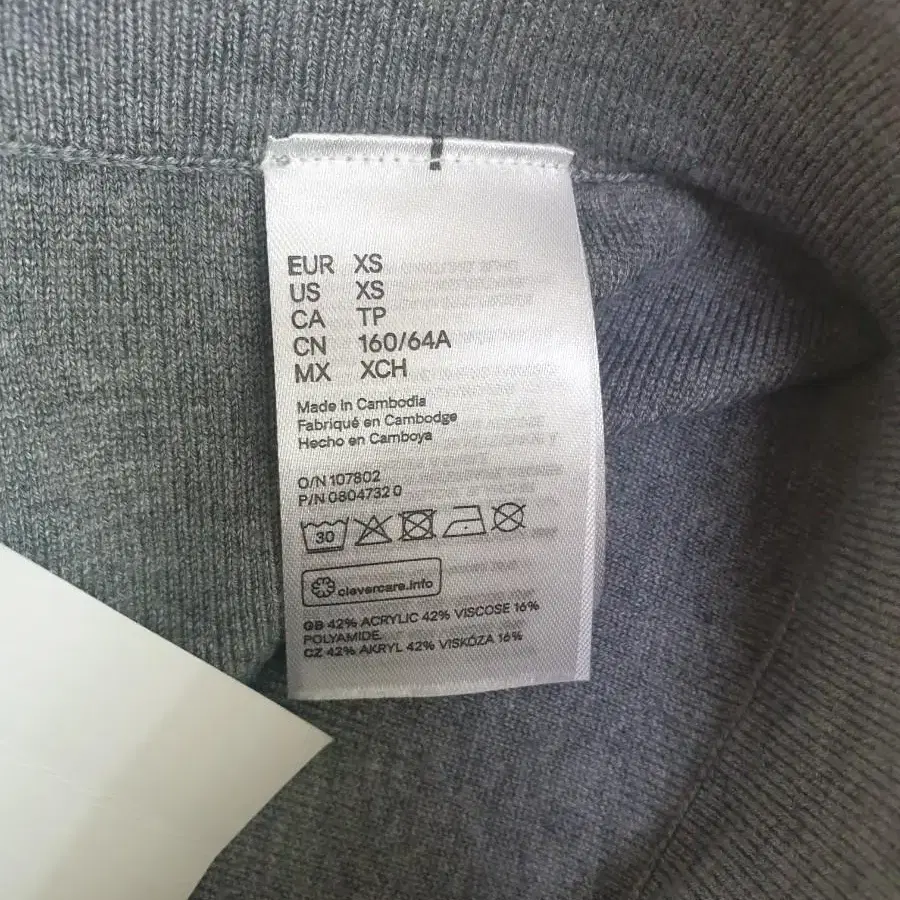 EUR XS
US XS
CA TP
CN 160/64A
MX XCH
Made in Cambodia
Fabriqué en Cambodge
Hecho en Camboya
O/N 107802
P/N 0804732 0
30
clevercare.info
GB 42% ACRYLIC 42% VISCOSE 16%
POLYAMIDE.
CZ 42% AKRYL 42% VISKÓZA 16%